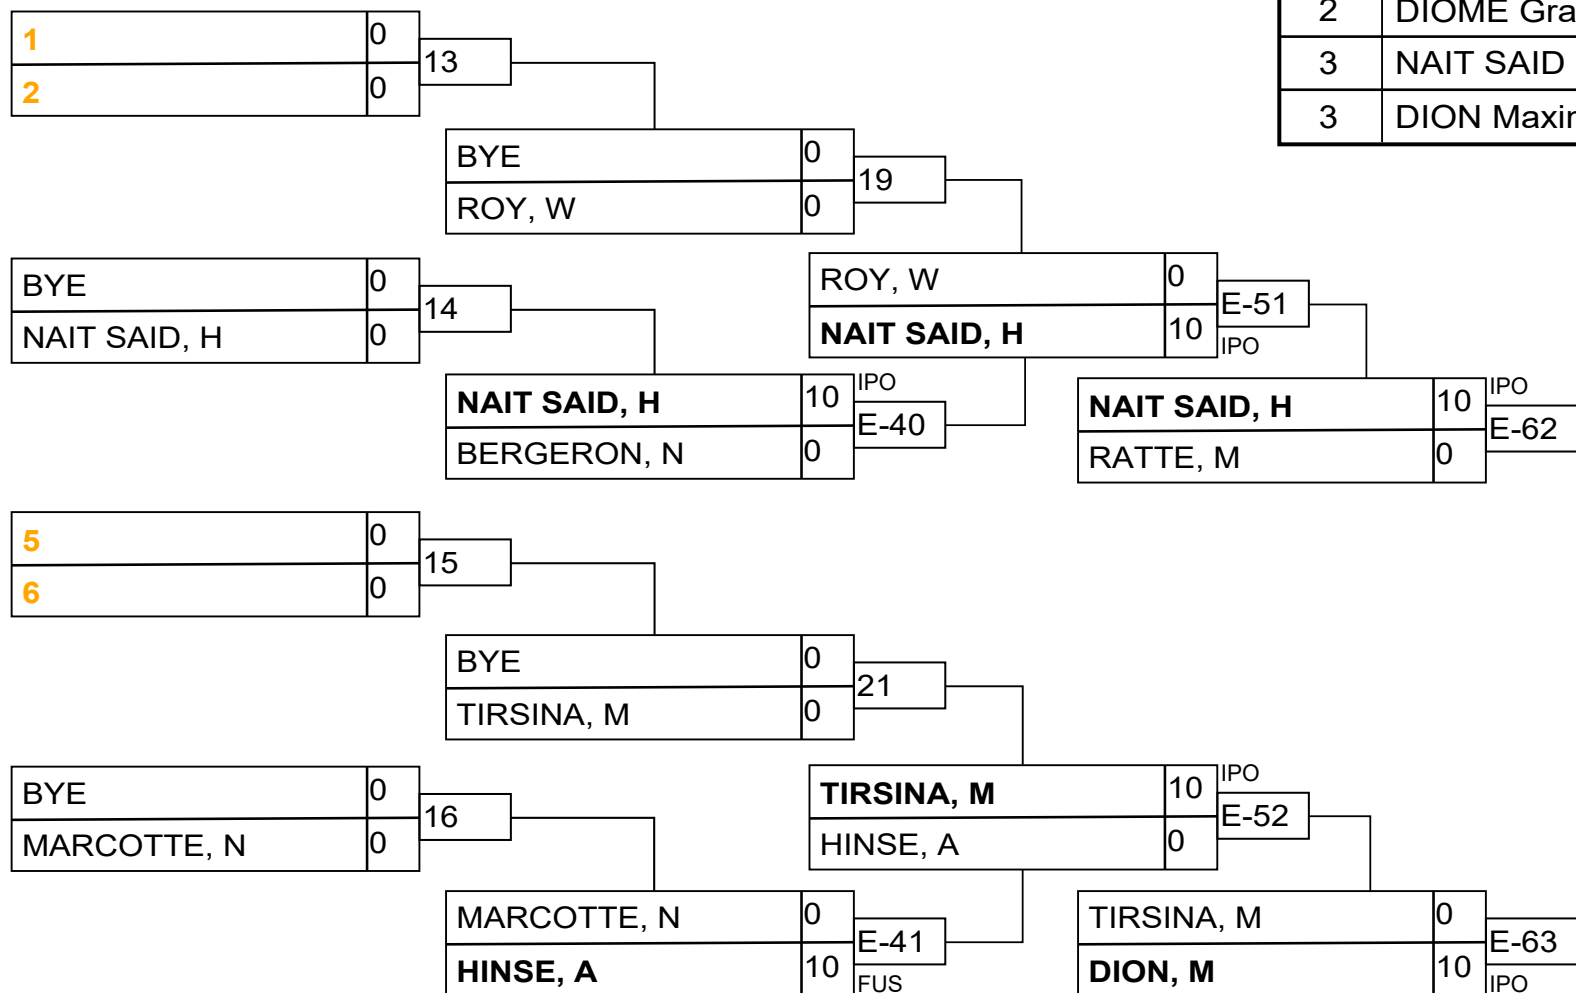 1 0
13
2 0
2 DIOME Gra
3 NAIT SAID
3 DION Maxi
BYE 0
19
ROY, W 0
BYE 0
14
NAIT SAID, H 0
ROY, W 0
E-51
NAIT SAID, H 10
IPO
NAIT SAID, H 10 IPO
E-40
BERGERON, N 0
NAIT SAID, H 10 IPO
E-62
RATTE, M 0
5 0
15
6 0
BYE 0
21
TIRSINA, M 0
BYE 0
16
MARCOTTE, N 0
TIRSINA, M 10 IPO
E-52
HINSE, A 0
MARCOTTE, N 0
E-41
HINSE, A 10
FUS
TIRSINA, M 0
E-63
DION, M 10
IPO